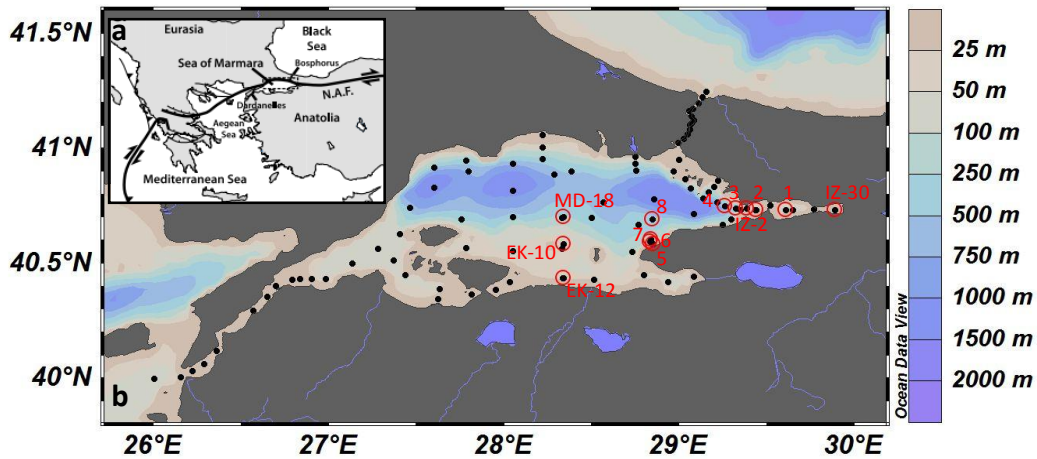 a
Eurasia
Black
Sea
Sea of Marmara
Bosphorus
N.A.F.
Dardanelles
Aegean
Sea
Anatolia
Mediterranean Sea
b
41.5°N
41°N
40.5°N
40°N
26°E
27°E
28°E
29°E
30°E
MD-18
EK-10
EK-12
8
7
6
5
4
3
2
1
IZ-2
IZ-30
25 m
50 m
100 m
250 m
500 m
750 m
1000 m
1500 m
2000 m
Ocean Data View